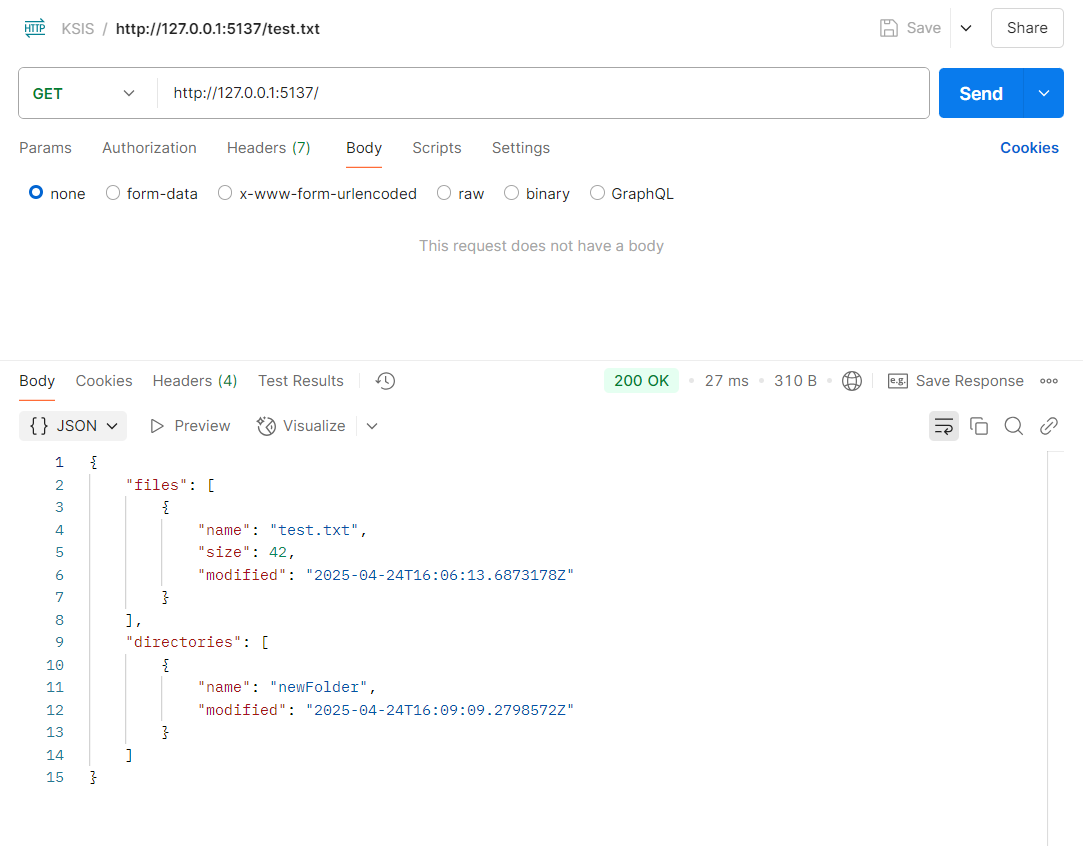 HTTP KSIS / http://127.0.0.1:5137/test.txt Save Share
GET http://127.0.0.1:5137/ Send
Params Authorization Headers (7) Body Scripts Settings Cookies
none form-data x-www-form-urlencoded raw binary GraphQL
This request does not have a body
Body Cookies Headers (4) Test Results 200 OK • 27 ms • 310 B • e.g. Save Response
{} JSON Preview Visualize
1 {
2 "files": [
3 {
4 "name": "test.txt",
5 "size": 42,
6 "modified": "2025-04-24T16:06:13.6873178Z"
7 }
8 ],
9 "directories": [
10 {
11 "name": "newFolder",
12 "modified": "2025-04-24T16:09:09.2798572Z"
13 }
14 ]
15 }